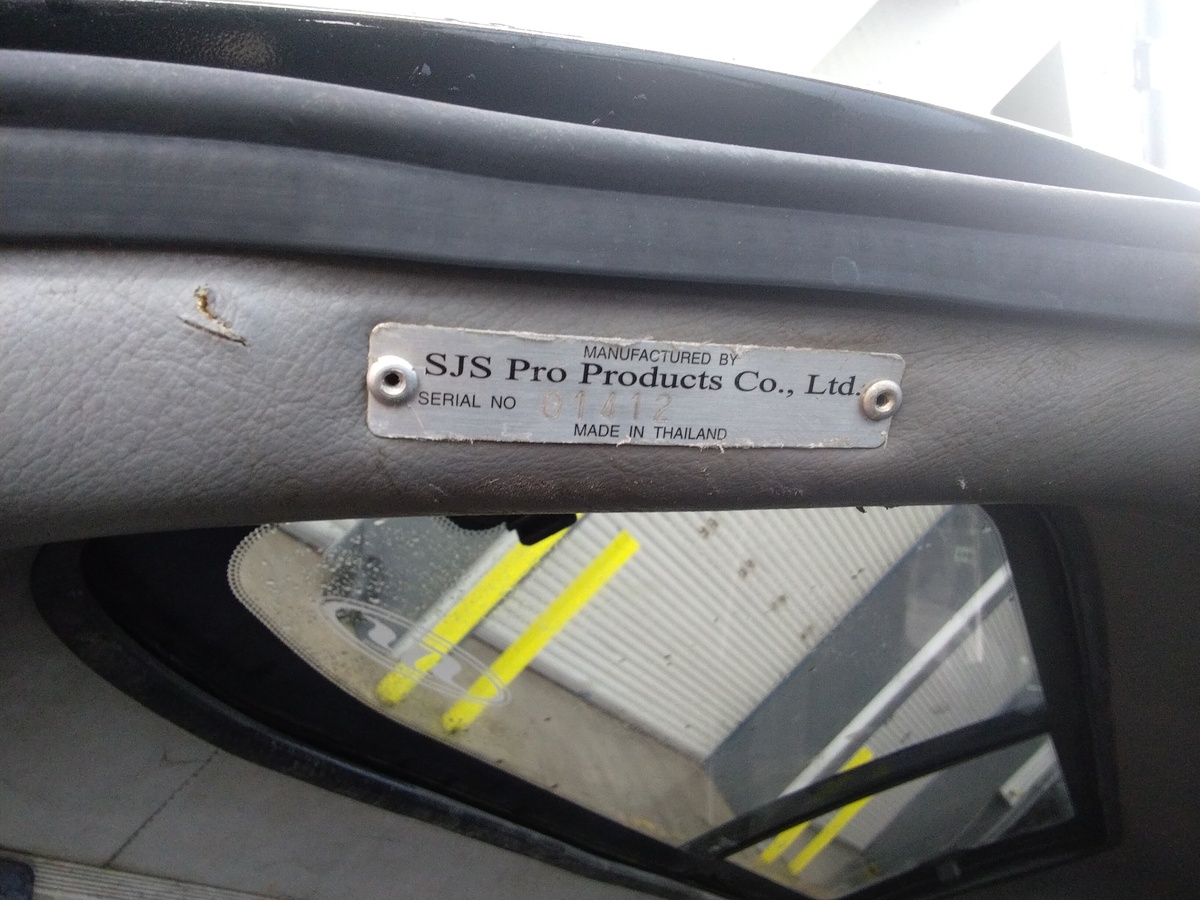 MANUFACTURED BY
SJS Pro Products Co., Ltd.
SERIAL NO 01412
MADE IN THAILAND